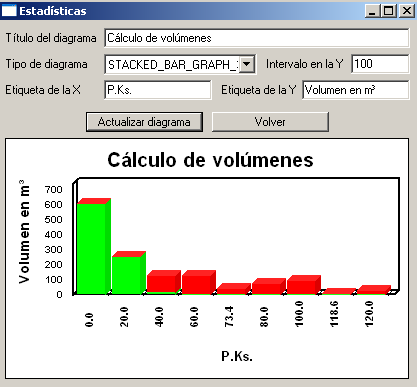 Estadísticas
Título del diagrama Cálculo de volúmenes
Tipo de diagrama STACKED_BAR_GRAPH_ Intervalo en la Y 100
Etiqueta de la X P.Ks. Etiqueta de la Y Volumen en m³
Actualizar diagrama Volver
Cálculo de volúmenes
Volumen en m³
700
600
500
400
300
200
100
0
0.0 20.0 40.0 60.0 73.4 80.0 100.0 118.6 120.0
P.Ks.